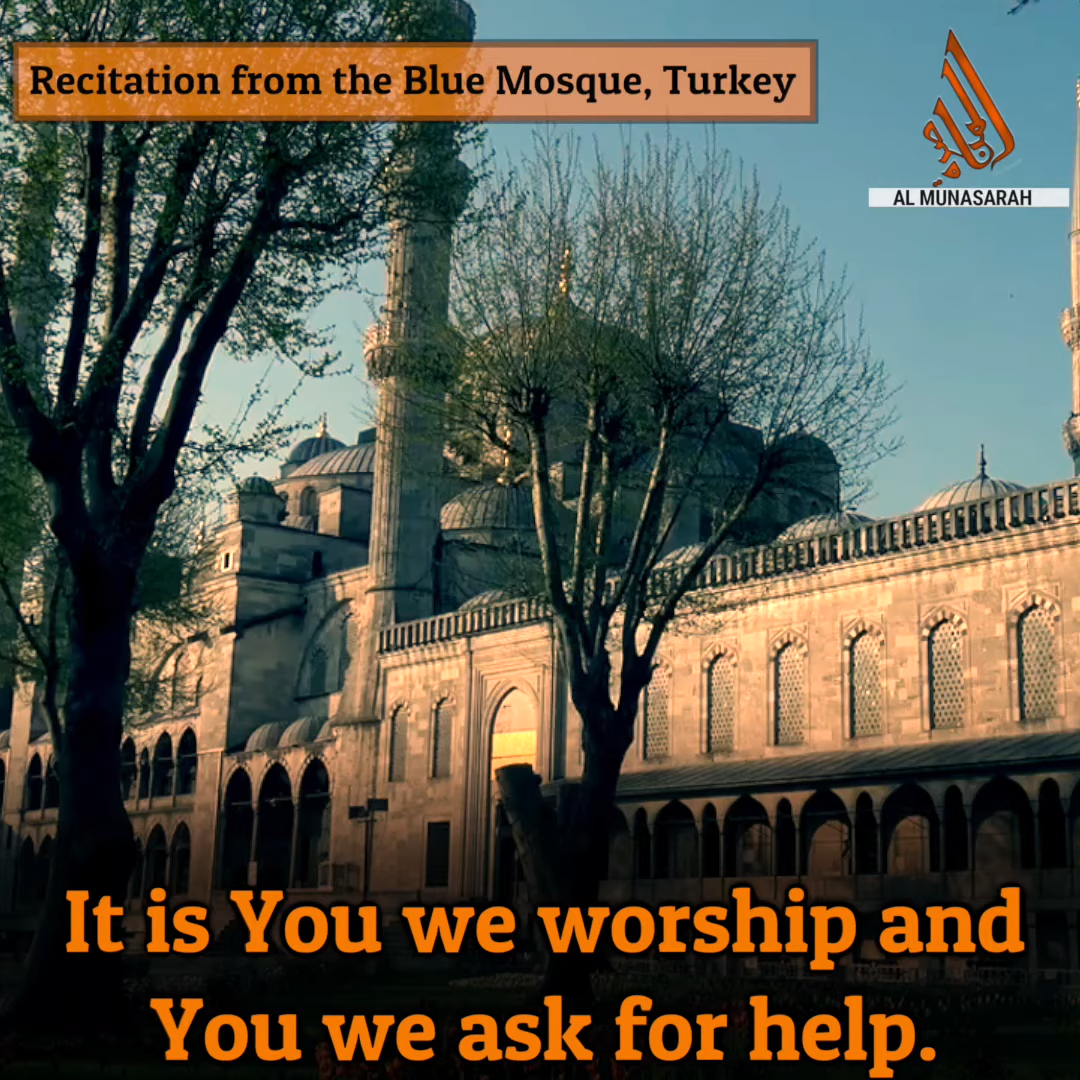 Recitation from the Blue Mosque, Turkey
AL MUNASARAH
It is You we worship and
You we ask for help.